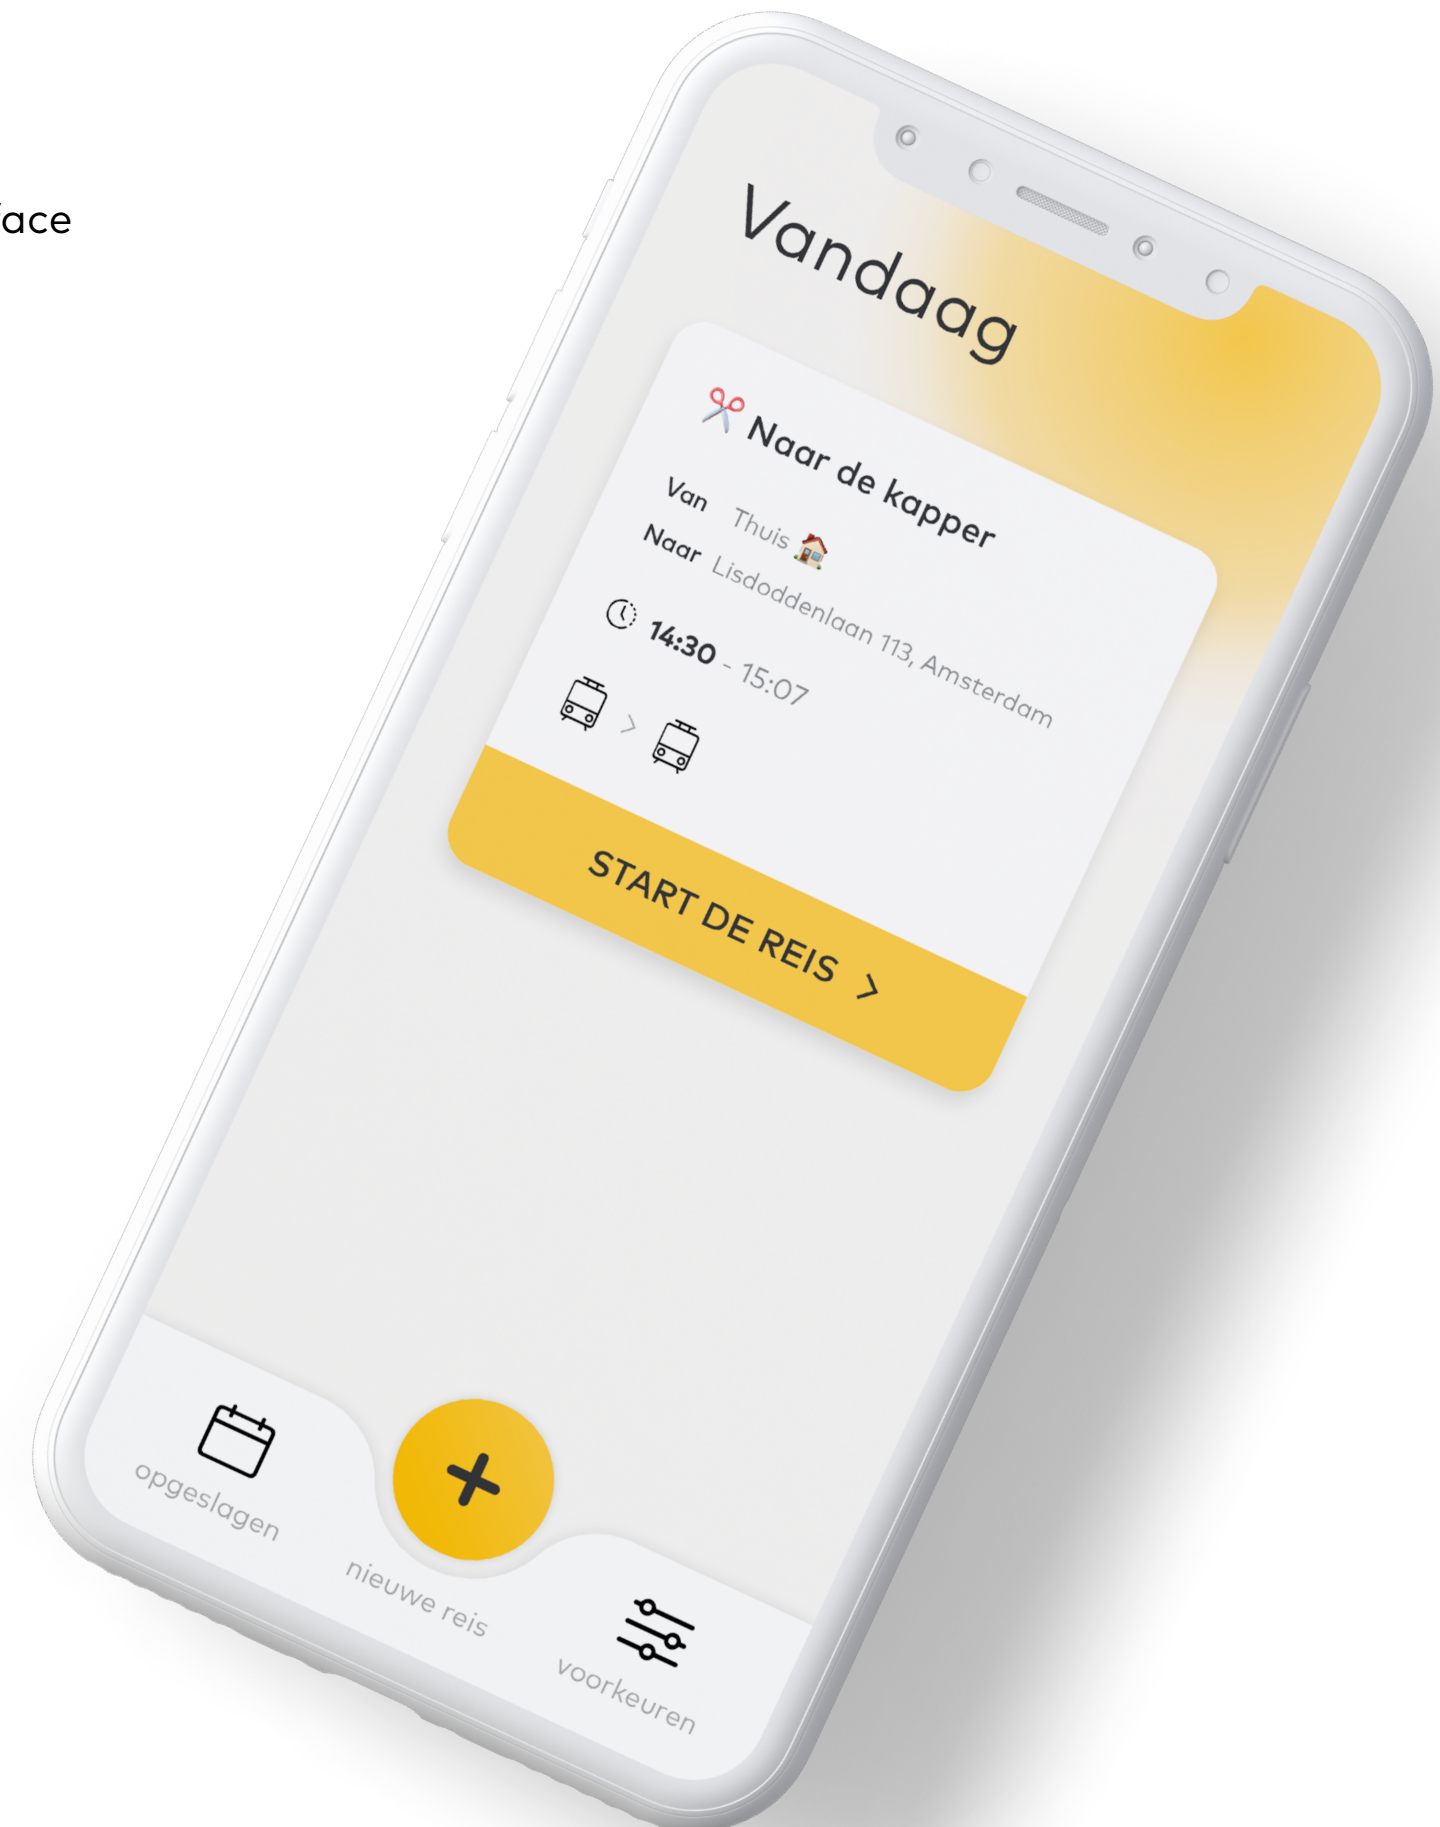 Vandaag
Naar de kapper
Van Thuis
Naar Lisdoddenlaan 113, Amsterdam
14:30 - 15:07
START DE REIS >
opgeslagen
nieuwe reis
voorkeuren